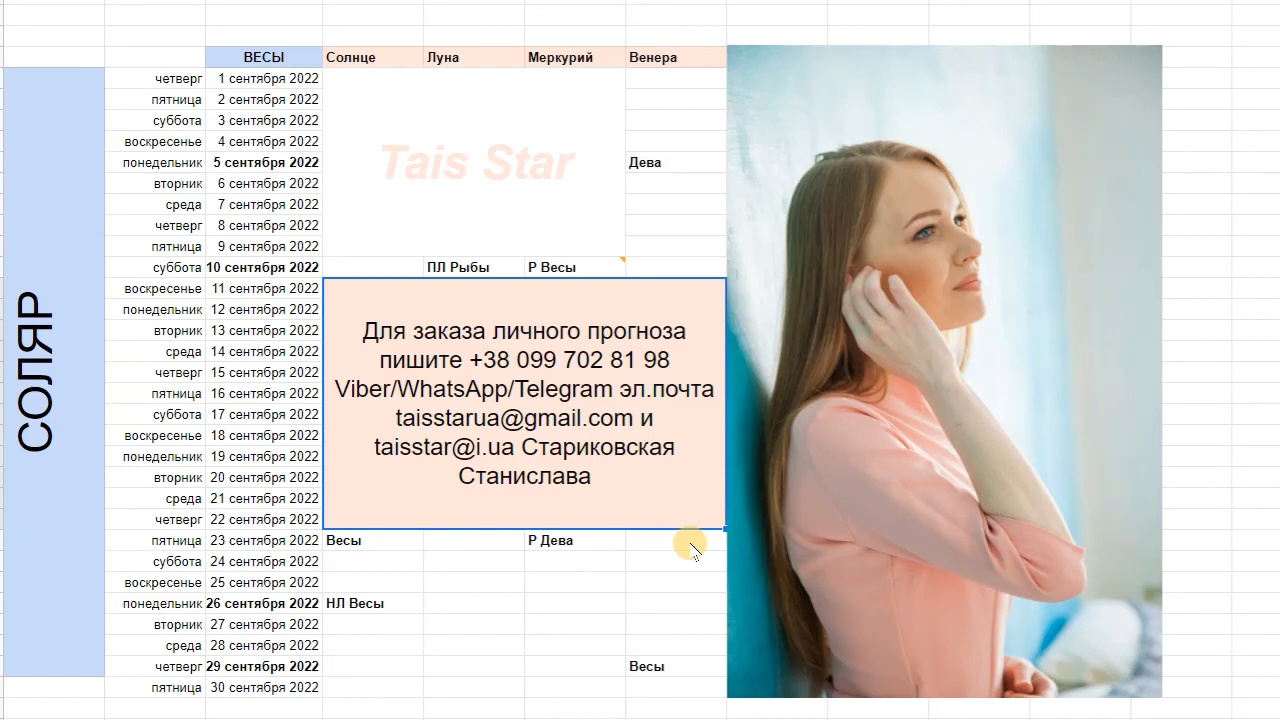 ВЕСЫ Солнце Луна Меркурий Венера
четверг 1 сентября 2022
пятница 2 сентября 2022
суббота 3 сентября 2022
воскресенье 4 сентября 2022
понедельник 5 сентября 2022 Дева
вторник 6 сентября 2022
среда 7 сентября 2022
четверг 8 сентября 2022
пятница 9 сентября 2022
Tais Star
суббота 10 сентября 2022 ПЛ Рыбы Р Весы
воскресенье 11 сентября 2022
понедельник 12 сентября 2022
вторник 13 сентября 2022
среда 14 сентября 2022
четверг 15 сентября 2022
пятница 16 сентября 2022
суббота 17 сентября 2022
воскресенье 18 сентября 2022
понедельник 19 сентября 2022
вторник 20 сентября 2022
среда 21 сентября 2022
четверг 22 сентября 2022
Для заказа личного прогноза
пишите +38 099 702 81 98
Viber/WhatsApp/Telegram эл.почта
taisstarua@gmail.com и
taisstar@i.ua Стариковская
Станислава
пятница 23 сентября 2022 Весы Р Дева
суббота 24 сентября 2022
воскресенье 25 сентября 2022
понедельник 26 сентября 2022 НЛ Весы
вторник 27 сентября 2022
среда 28 сентября 2022
четверг 29 сентября 2022 Весы
пятница 30 сентября 2022
СОЛЯР